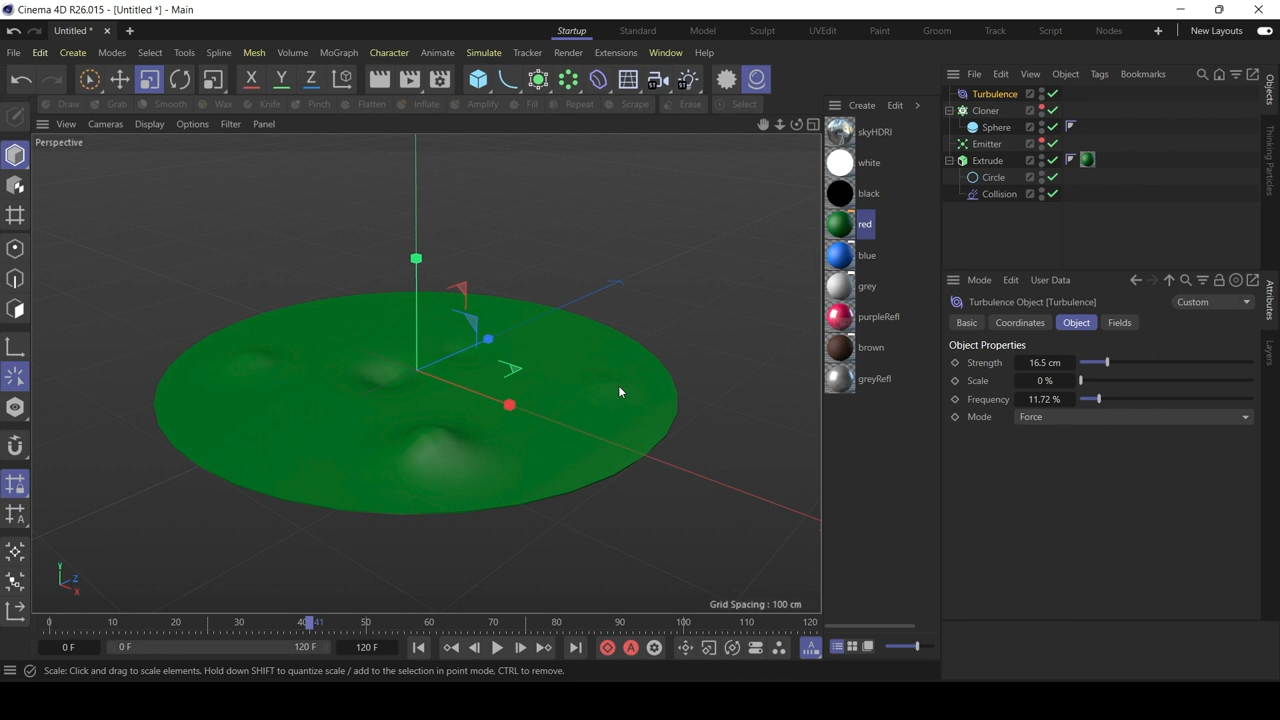 Cinema 4D R26.015 - [Untitled *] - Main
Untitled *
Startup Standard Model Sculpt UVEdit Paint Groom Track Script Nodes New Layouts
File Edit Create Modes Select Tools Spline Mesh Volume MoGraph Character Animate Simulate Tracker Render Extensions Window Help
X Y Z ST ST
File Edit View Object Tags Bookmarks
Draw Grab Smooth Wax Knife Pinch Flatten Inflate Amplify Fill Repeat Scrape Erase Select
Create Edit
View Cameras Display Options Filter Panel
Perspective
Turbulence
Cloner
Sphere
Emitter
Extrude
Circle
Collision
Objects
Thinking Particles
skyHDRI
white
black
red
blue
grey
purpleRefl
brown
greyRefl
Mode Edit User Data
Turbulence Object [Turbulence] Custom
Basic Coordinates Object Fields
Object Properties
Strength 16.5 cm
Scale 0 %
Frequency 11.72 %
Mode Force
Attributes
Layers
Y
Z
X
Grid Spacing : 100 cm
0 10 20 30 40 41 50 60 70 80 90 100 110 120
0 F 0 F 120 F 120 F
Scale: Click and drag to scale elements. Hold down SHIFT to quantize scale / add to the selection in point mode, CTRL to remove.